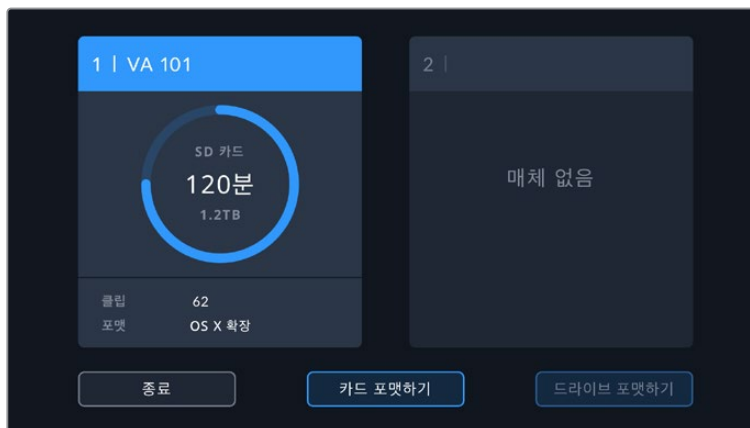 1 | VA 101
SD 카드
120분
1.2TB
클립 62
포맷 OS X 확장
2 |
매체 없음
종료
카드 포맷하기
드라이브 포맷하기